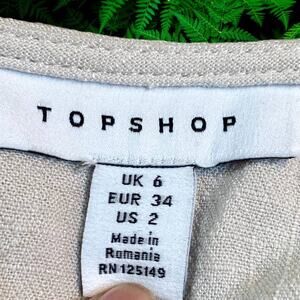 TOPSHOP
UK 6
EUR 34
US 2
Made in
Romania
RN 125149